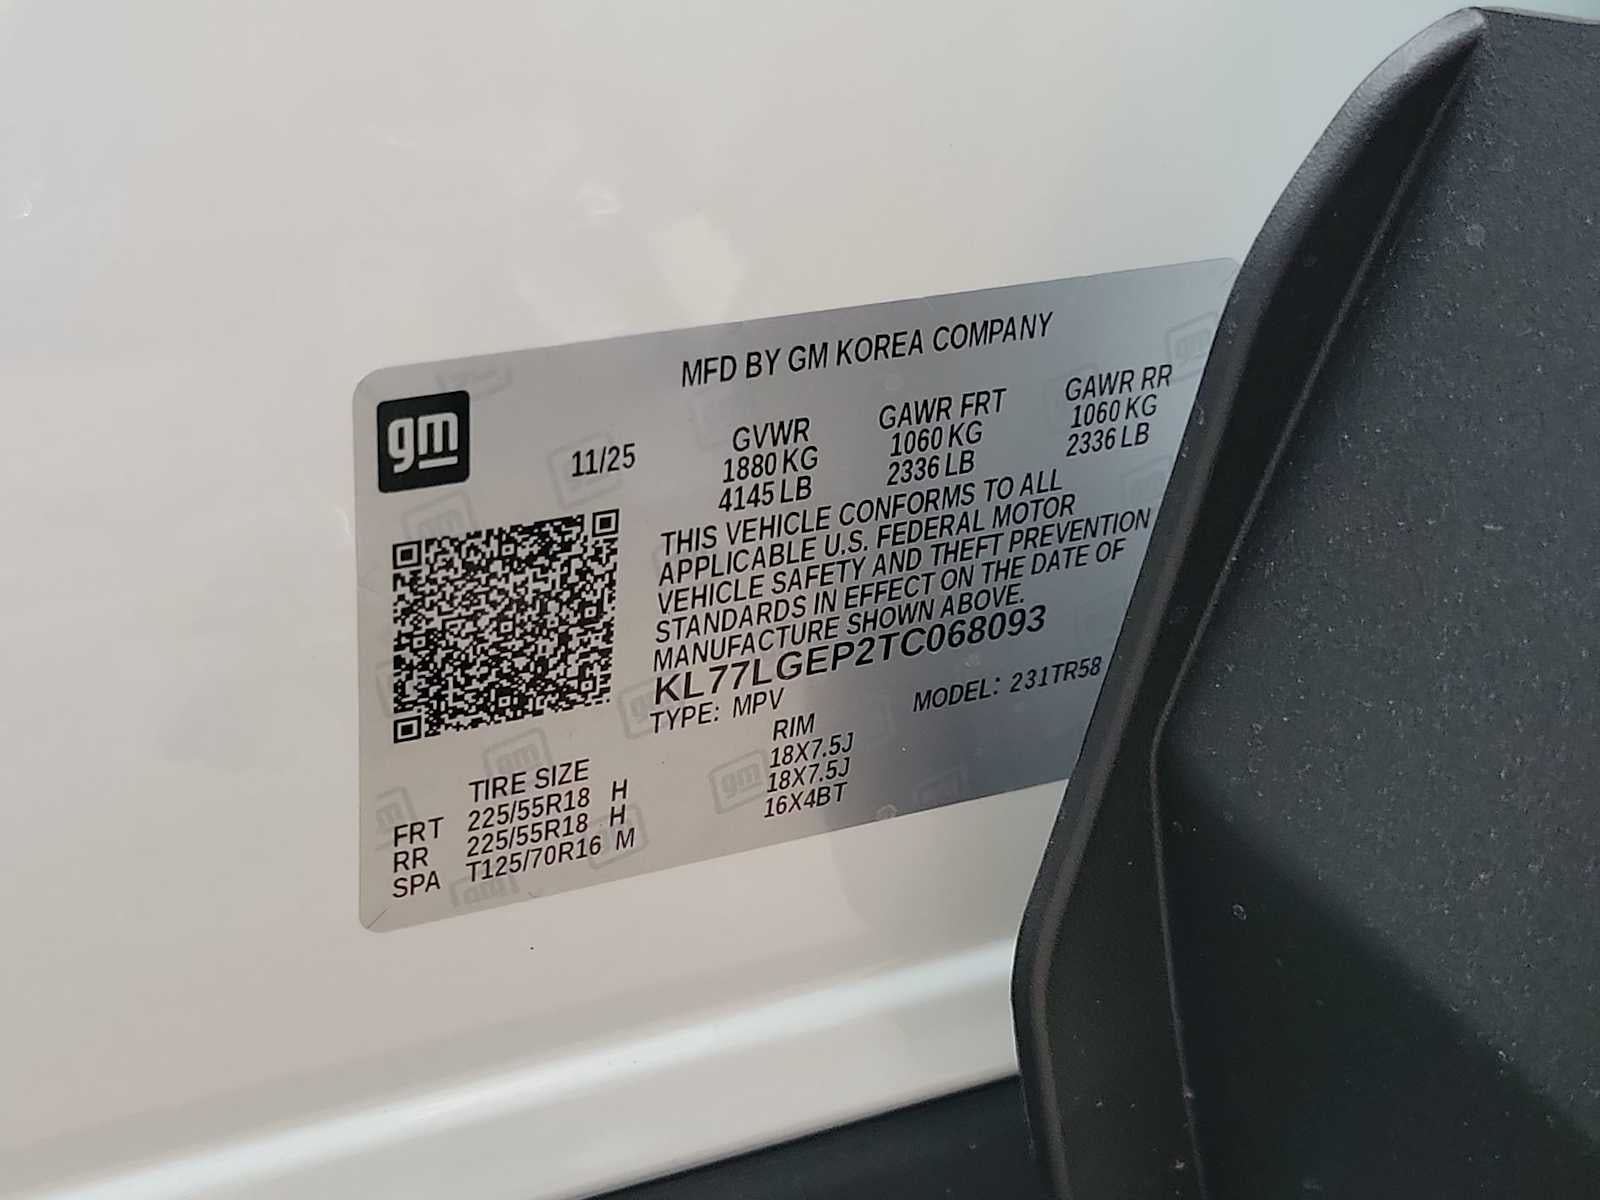 MFD BY GM KOREA COMPANY
gm
11/25
GVWR GAWR FRT GAWR RR
1880 KG 1060 KG 1060 KG
4145 LB 2336 LB 2336 LB
THIS VEHICLE CONFORMS TO ALL
APPLICABLE U.S. FEDERAL MOTOR
VEHICLE SAFETY AND THEFT PREVENTION
STANDARDS IN EFFECT ON THE DATE OF
MANUFACTURE SHOWN ABOVE.
KL77LGEP2TC068093
TYPE: MPV MODEL: 231TR58
TIRE SIZE RIM
FRT 225/55R18 H 18X7.5J
RR 225/55R18 H 18X7.5J
SPA T125/70R16 M 16X4BT